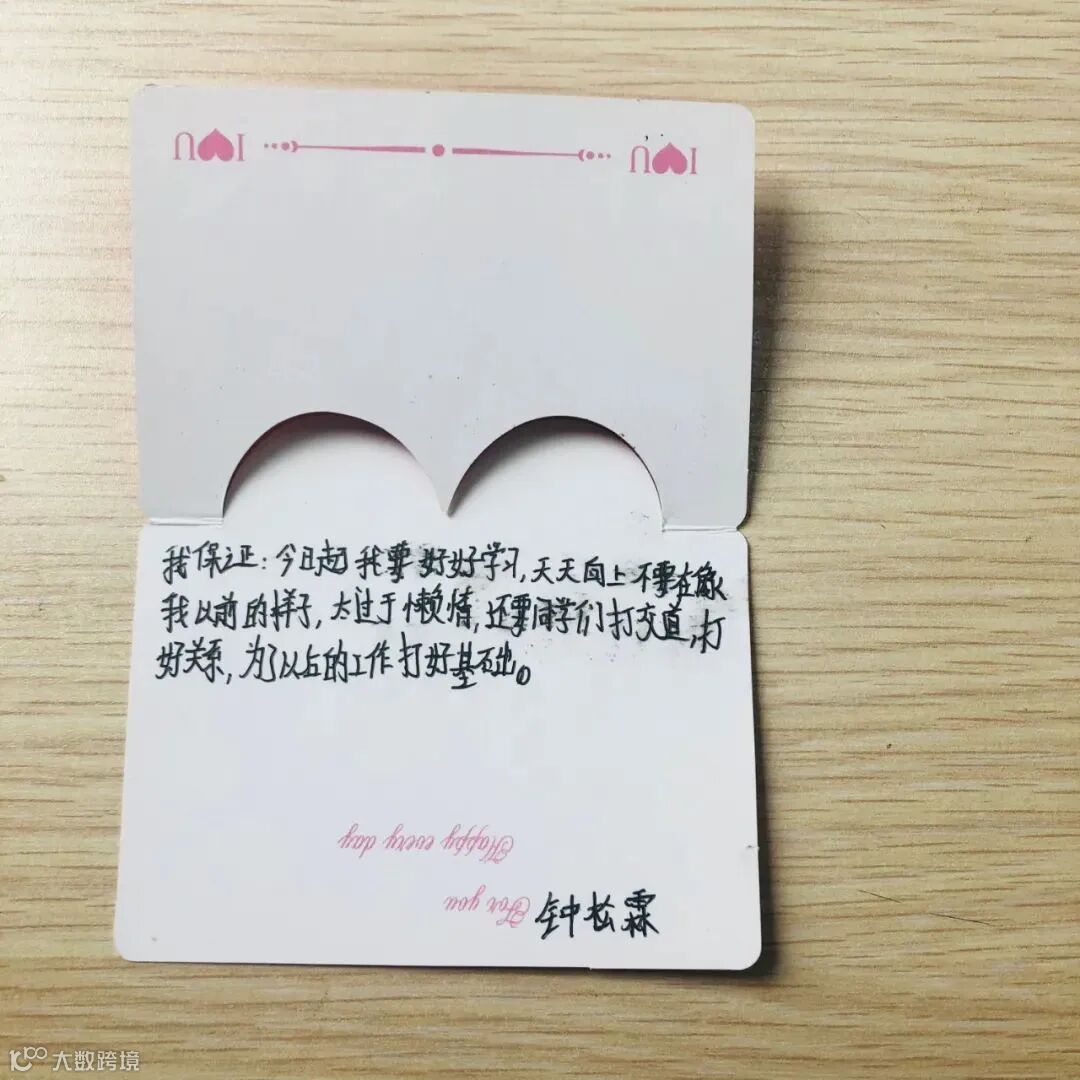 I♥U I♥U
我保证:今日起我要好好学习,天天向上不要在像
我以前的样子,太过于懒惰,还要同学们打交道,打
好关系,为了以后的工作打好基础。
Happy every day
For you
钟松霖
大数跨境